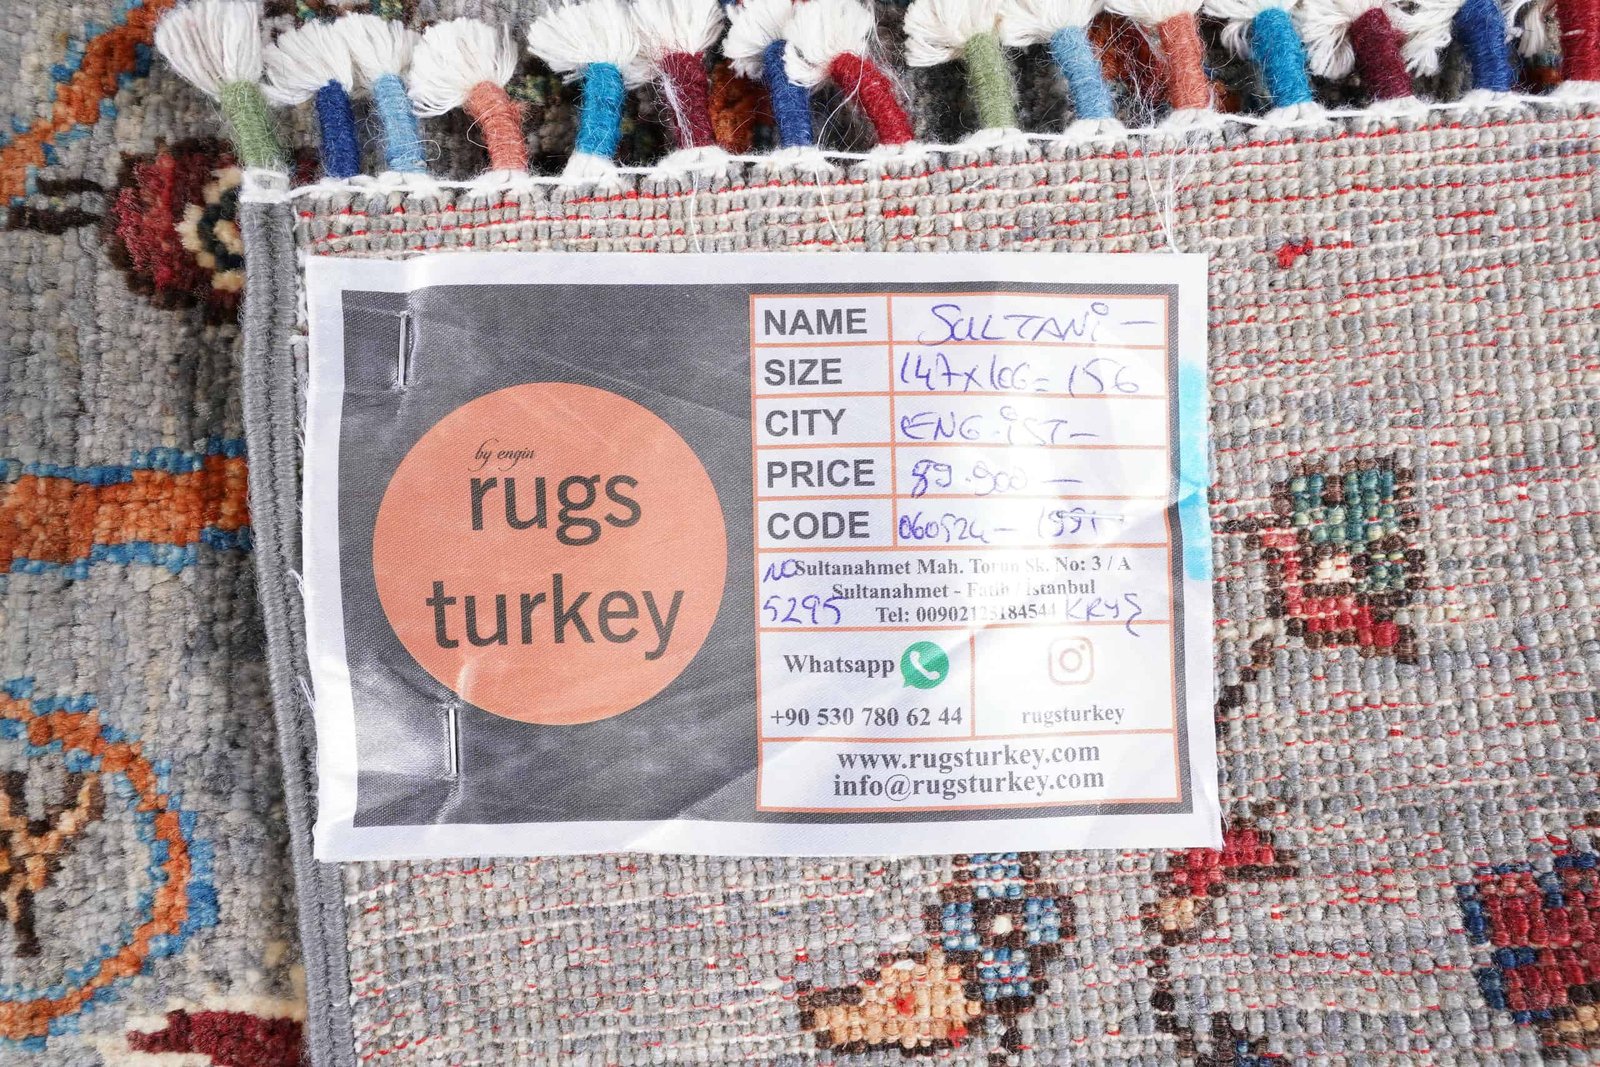 by engin
rugs
turkey
NAME SULTANi —
SIZE 147x106= 156
CITY ENG-iST—
PRICE 89.900 —
CODE 060524 —
NO Sultanahmet Mah. Torun Sk. No: 3 / A
Sultanahmet - Fatih / İstanbul
5295 Tel: 00902125184544
Whatsapp
+90 530 780 62 44
rugsturkey
www.rugsturkey.com
info@rugsturkey.com